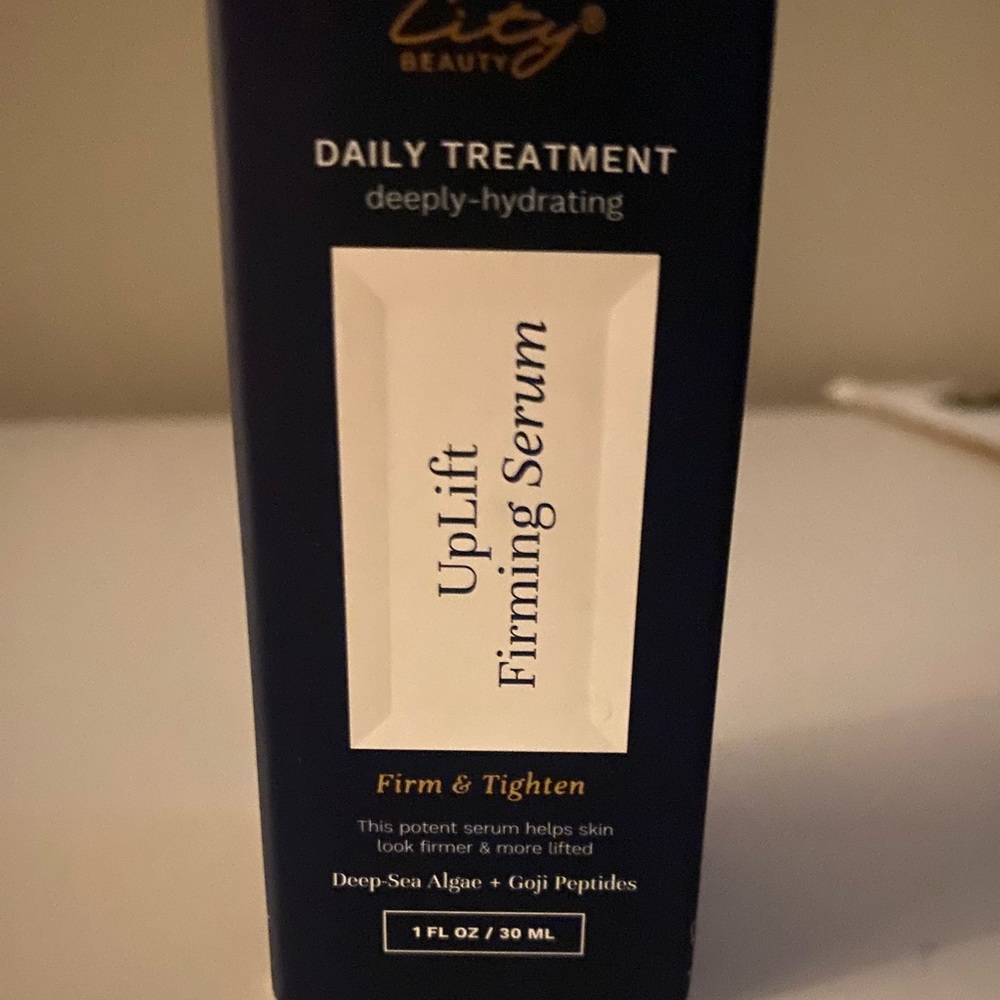 City®
BEAUTY
DAILY TREATMENT
deeply-hydrating
UpLift
Firming Serum
Firm & Tighten
This potent serum helps skin
look firmer & more lifted
Deep-Sea Algae + Goji Peptides
1 FL OZ / 30 ML